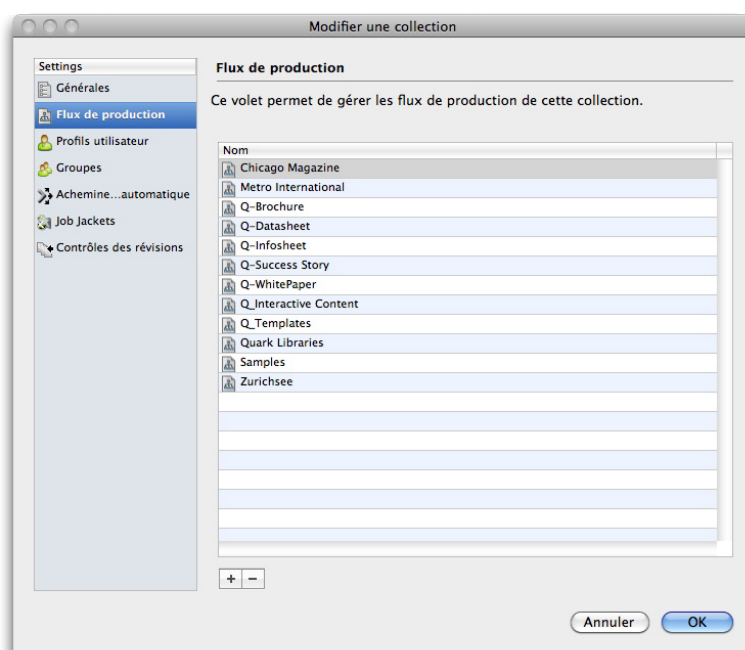 Modifier une collection
Settings
Générales
Flux de production
Profils utilisateur
Groupes
Achemine...automatique
Job Jackets
Contrôles des révisions
Flux de production
Ce volet permet de gérer les flux de production de cette collection.
Nom
Chicago Magazine
Metro International
Q-Brochure
Q-Datasheet
Q-Infosheet
Q-Success Story
Q-WhitePaper
Q_Interactive Content
Q_Templates
Quark Libraries
Samples
Zurichsee
+ −
Annuler OK